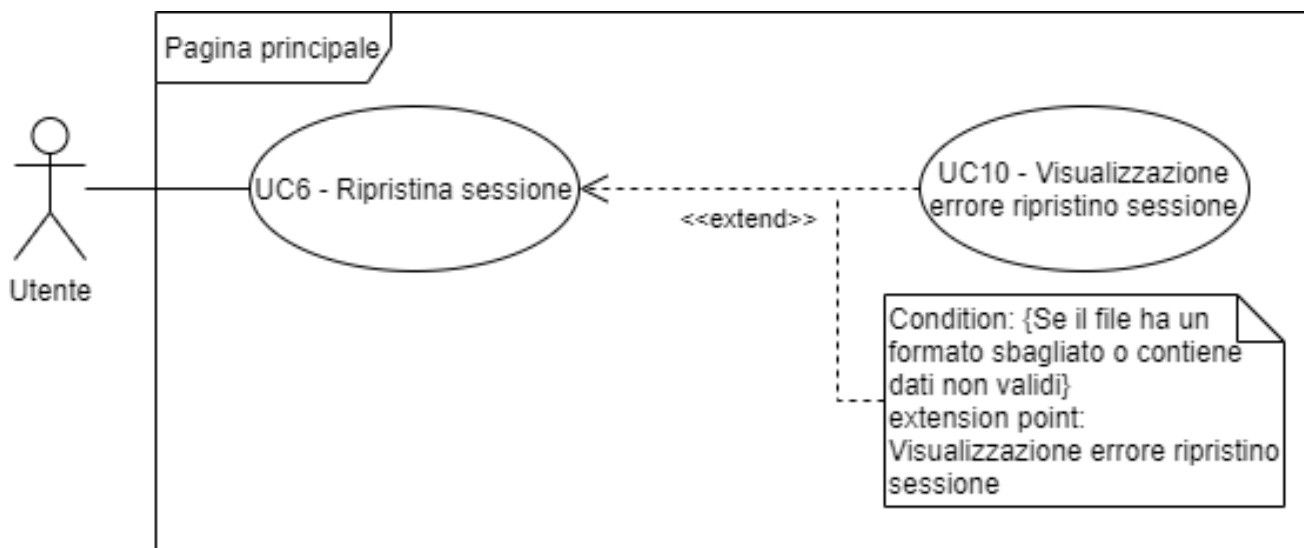 Pagina principale
UC6 - Ripristina sessione
<<extend>>
UC10 - Visualizzazione
errore ripristino sessione
Utente
Condition: {Se il file ha un
formato sbagliato o contiene
dati non validi}
extension point:
Visualizzazione errore ripristino
sessione